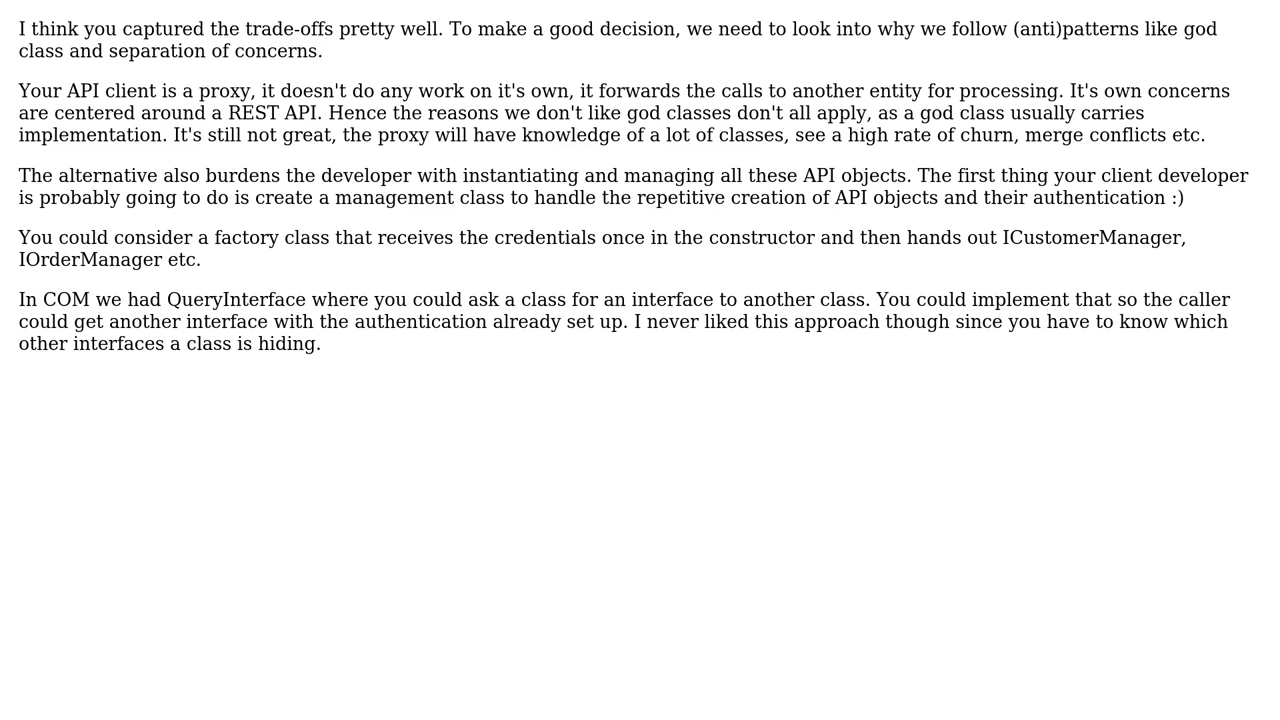 I think you captured the trade-offs pretty well. To make a good decision, we need to look into why we follow (anti)patterns like god
class and separation of concerns.
Your API client is a proxy, it doesn't do any work on it's own, it forwards the calls to another entity for processing. It's own concerns
are centered around a REST API. Hence the reasons we don't like god classes don't all apply, as a god class usually carries
implementation. It's still not great, the proxy will have knowledge of a lot of classes, see a high rate of churn, merge conflicts etc.
The alternative also burdens the developer with instantiating and managing all these API objects. The first thing your client developer
is probably going to do is create a management class to handle the repetitive creation of API objects and their authentication :)
You could consider a factory class that receives the credentials once in the constructor and then hands out ICustomerManager,
IOrderManager etc.
In COM we had QueryInterface where you could ask a class for an interface to another class. You could implement that so the caller
could get another interface with the authentication already set up. I never liked this approach though since you have to know which
other interfaces a class is hiding.